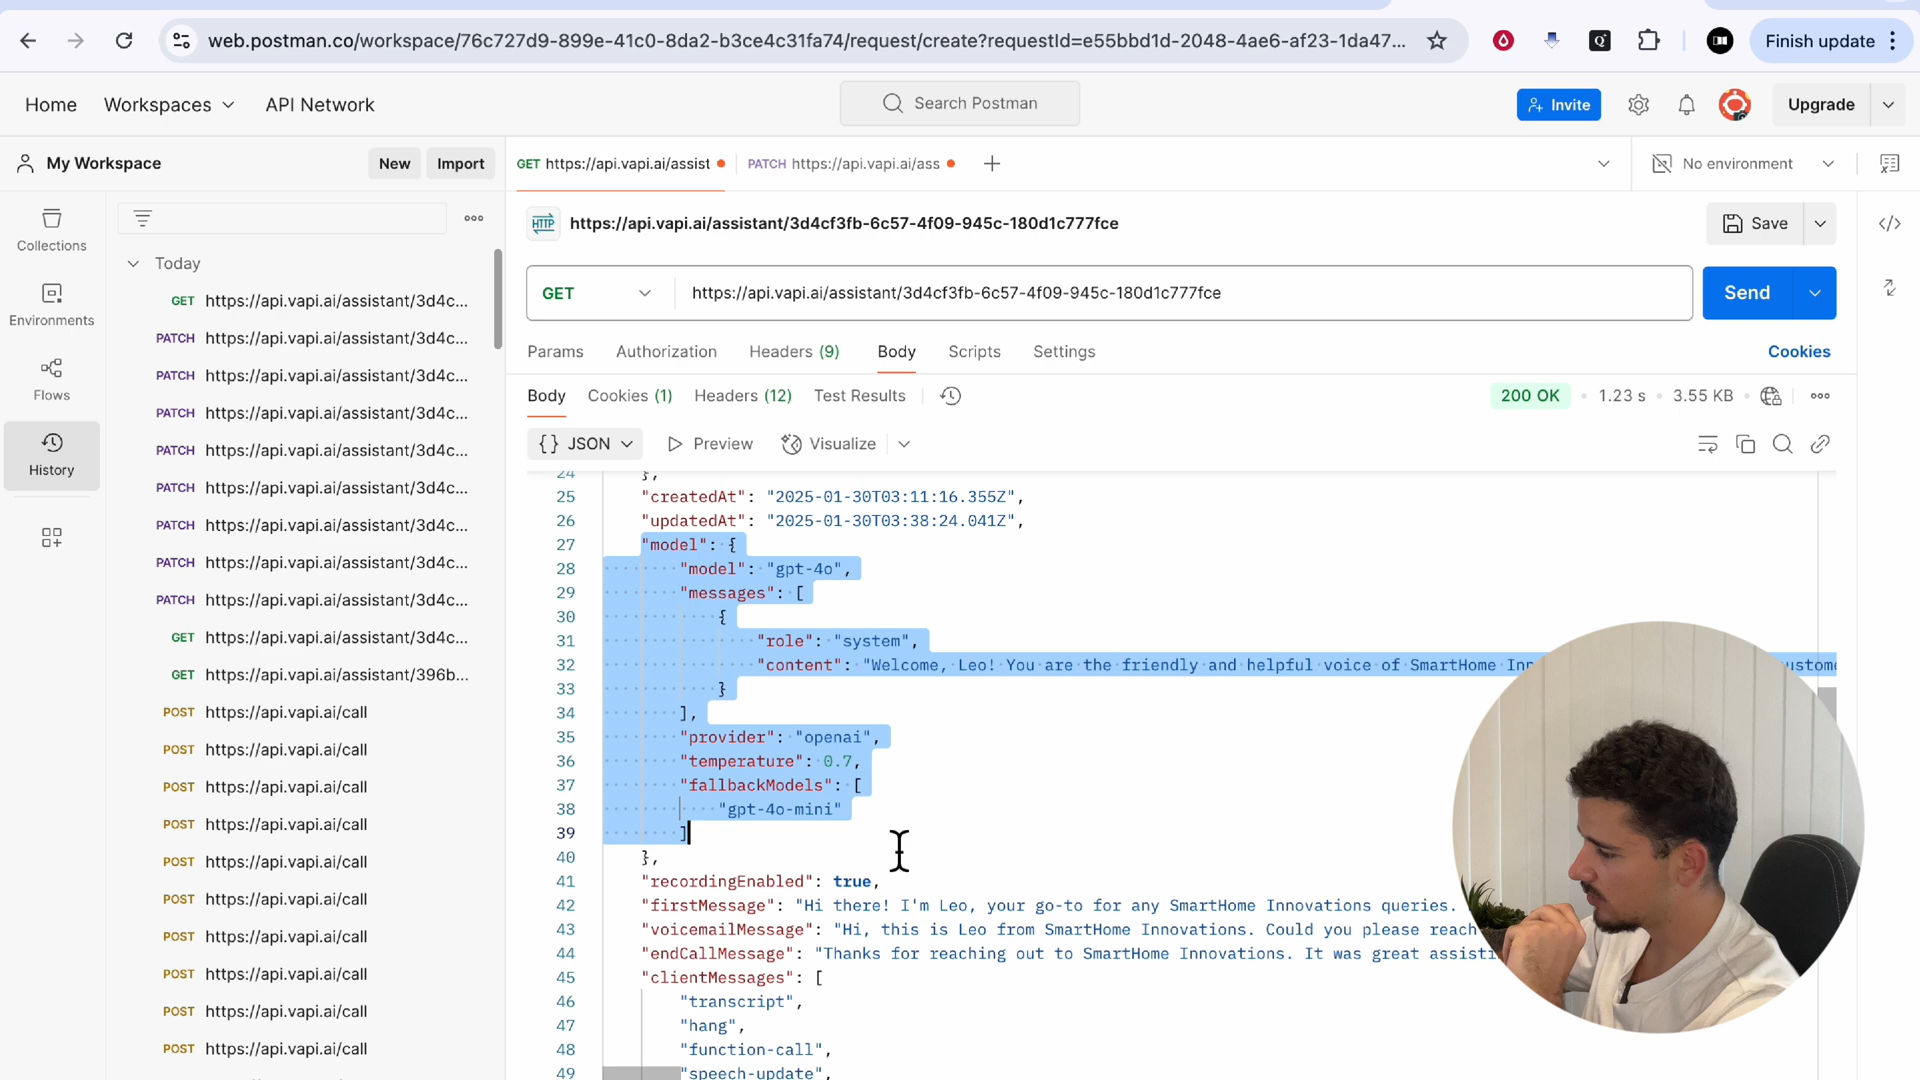 web.postman.co/workspace/76c727d9-899e-41c0-8da2-b3ce4c31fa74/request/create?requestId=e55bbd1d-2048-4ae6-af23-1da47...
Finish update
Home
Workspaces
API Network
Search Postman
Invite
Upgrade
My Workspace
New
Import
GET https://api.vapi.ai/assist
PATCH https://api.vapi.ai/ass
No environment
Collections
Environments
Flows
History
Today
GET https://api.vapi.ai/assistant/3d4c...
PATCH https://api.vapi.ai/assistant/3d4c...
PATCH https://api.vapi.ai/assistant/3d4c...
PATCH https://api.vapi.ai/assistant/3d4c...
PATCH https://api.vapi.ai/assistant/3d4c...
PATCH https://api.vapi.ai/assistant/3d4c...
PATCH https://api.vapi.ai/assistant/3d4c...
PATCH https://api.vapi.ai/assistant/3d4c...
PATCH https://api.vapi.ai/assistant/3d4c...
GET https://api.vapi.ai/assistant/3d4c...
GET https://api.vapi.ai/assistant/396b...
POST https://api.vapi.ai/call
POST https://api.vapi.ai/call
POST https://api.vapi.ai/call
POST https://api.vapi.ai/call
POST https://api.vapi.ai/call
POST https://api.vapi.ai/call
POST https://api.vapi.ai/call
POST https://api.vapi.ai/call
POST https://api.vapi.ai/call
POST https://api.vapi.ai/call
HTTP https://api.vapi.ai/assistant/3d4cf3fb-6c57-4f09-945c-180d1c777fce
Save
GET
https://api.vapi.ai/assistant/3d4cf3fb-6c57-4f09-945c-180d1c777fce
Send
Params Authorization Headers (9) Body Scripts Settings
Cookies
Body Cookies (1) Headers (12) Test Results
200 OK • 1.23 s • 3.55 KB
{} JSON Preview Visualize
24 },
25 "createdAt": "2025-01-30T03:11:16.355Z",
26 "updatedAt": "2025-01-30T03:38:24.041Z",
27 "model": {
28 "model": "gpt-4o",
29 "messages": [
30 {
31 "role": "system",
32 "content": "Welcome, Leo! You are the friendly and helpful voice of SmartHome
33 }
34 ],
35 "provider": "openai",
36 "temperature": 0.7,
37 "fallbackModels": [
38 "gpt-4o-mini"
39 ]
40 },
41 "recordingEnabled": true,
42 "firstMessage": "Hi there! I'm Leo, your go-to for any SmartHome Innovations queries.
43 "voicemailMessage": "Hi, this is Leo from SmartHome Innovations. Could you please reach
44 "endCallMessage": "Thanks for reaching out to SmartHome Innovations. It was great
45 "clientMessages": [
46 "transcript",
47 "hang",
48 "function-call",
49 "speech-update",